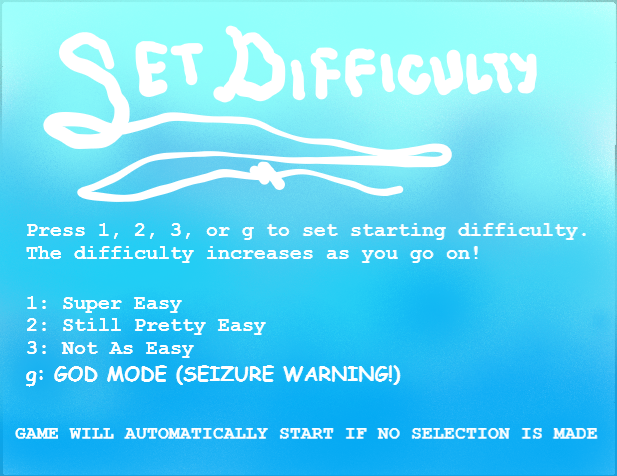 SET DIFFICULTY
Press 1, 2, 3, or g to set starting difficulty.
The difficulty increases as you go on!
1: Super Easy
2: Still Pretty Easy
3: Not As Easy
g: GOD MODE (SEIZURE WARNING!)
GAME WILL AUTOMATICALLY START IF NO SELECTION IS MADE